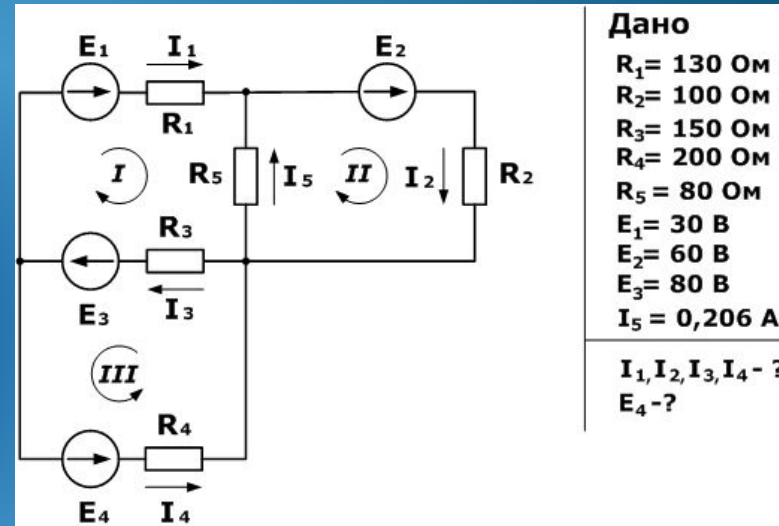 E₁ I₁ E₂
R₁
I R₅ I₅ II I₂ R₂
R₃
E₃ I₃
III
R₄
E₄ I₄
Дано
R₁= 130 Ом
R₂= 100 Ом
R₃= 150 Ом
R₄= 200 Ом
R₅ = 80 Ом
E₁= 30 В
E₂= 60 В
E₃= 80 В
I₅ = 0,206 А
I₁, I₂, I₃, I₄ - ?
E₄ -?